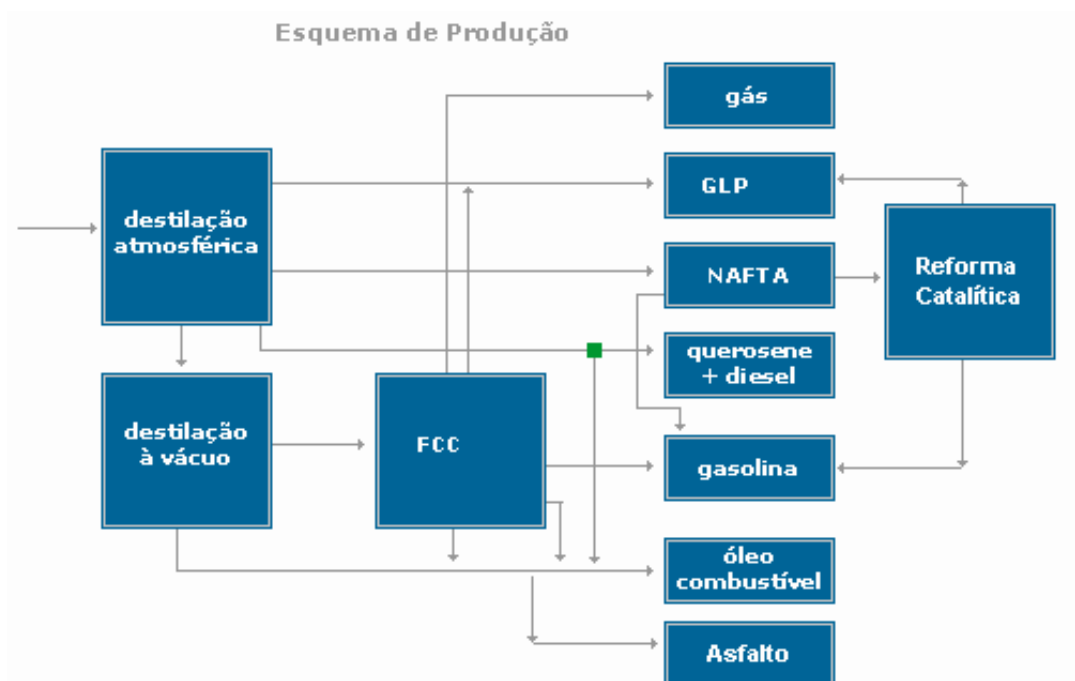 Esquema de Produção
gás
destilação
atmosférica
GLP
NAFTA
Reforma
Catalítica
querosene
+ diesel
destilação
à vácuo
FCC
gasolina
óleo
combustível
Asfalto